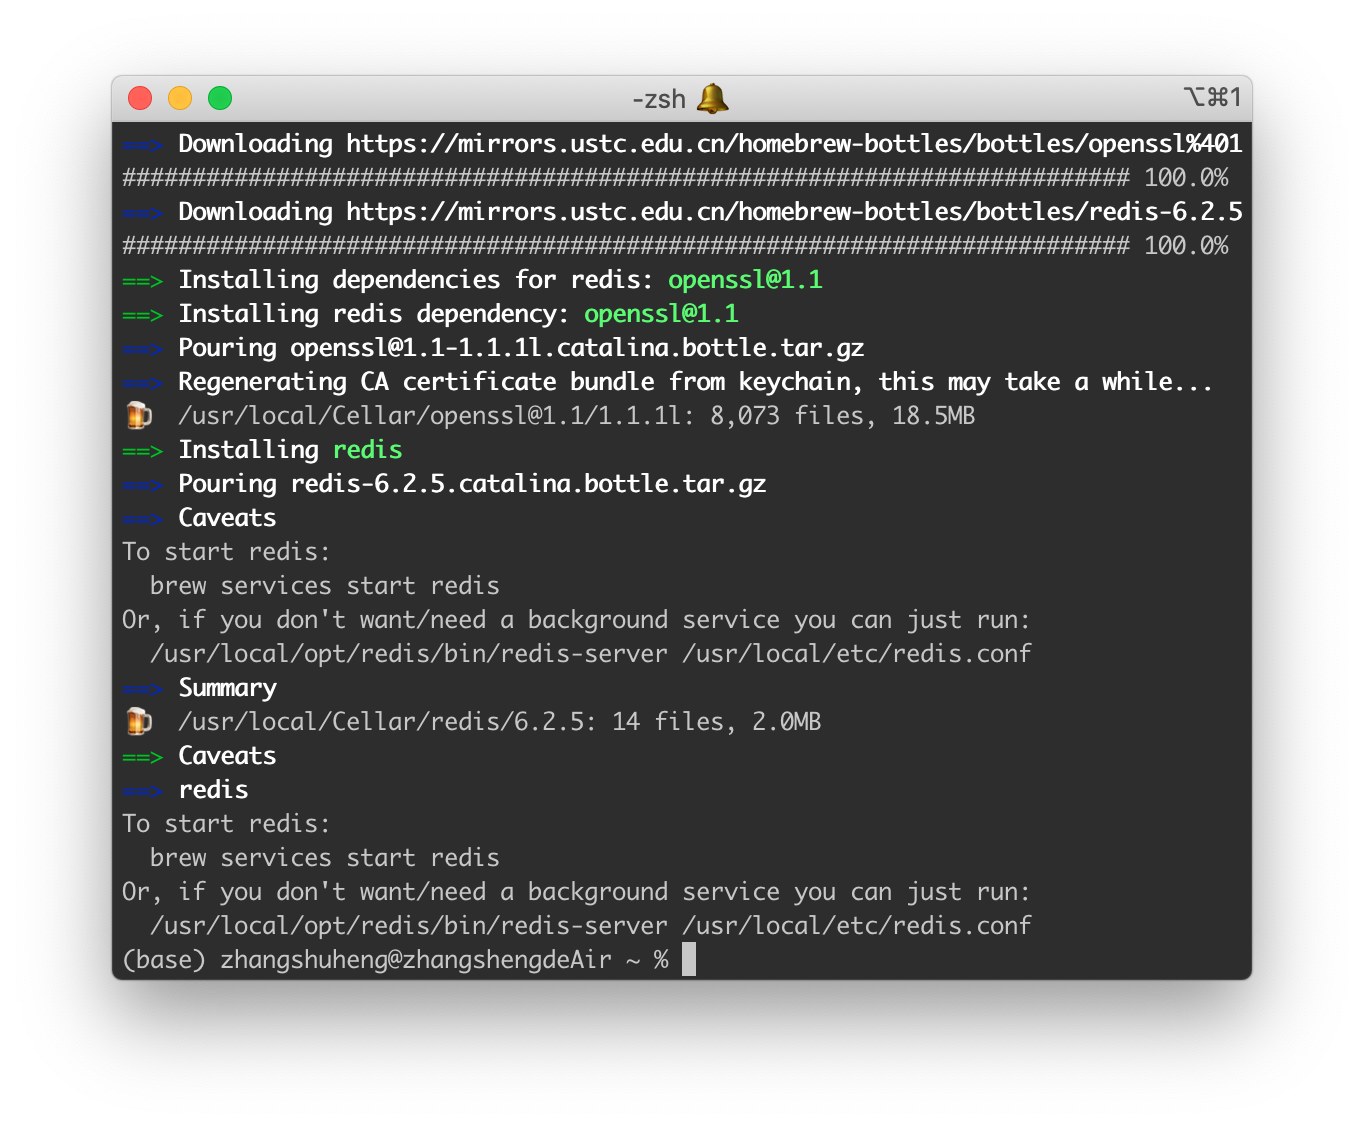 -zsh 🔔 ⌥⌘1
==> Downloading https://mirrors.ustc.edu.cn/homebrew-bottles/bottles/openssl%401
######################################################################## 100.0%
==> Downloading https://mirrors.ustc.edu.cn/homebrew-bottles/bottles/redis-6.2.5
######################################################################## 100.0%
==> Installing dependencies for redis: openssl@1.1
==> Installing redis dependency: openssl@1.1
==> Pouring openssl@1.1-1.1.1l.catalina.bottle.tar.gz
==> Regenerating CA certificate bundle from keychain, this may take a while...
🍺  /usr/local/Cellar/openssl@1.1/1.1.1l: 8,073 files, 18.5MB
==> Installing redis
==> Pouring redis-6.2.5.catalina.bottle.tar.gz
==> Caveats
To start redis:
  brew services start redis
Or, if you don't want/need a background service you can just run:
  /usr/local/opt/redis/bin/redis-server /usr/local/etc/redis.conf
==> Summary
🍺  /usr/local/Cellar/redis/6.2.5: 14 files, 2.0MB
==> Caveats
==> redis
To start redis:
  brew services start redis
Or, if you don't want/need a background service you can just run:
  /usr/local/opt/redis/bin/redis-server /usr/local/etc/redis.conf
(base) zhangshuheng@zhangshengdeAir ~ %